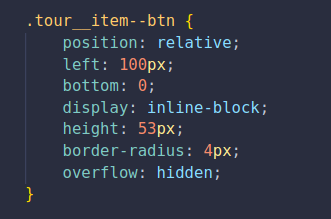 .tour__item--btn {
position: relative;
left: 100px;
bottom: 0;
display: inline-block;
height: 53px;
border-radius: 4px;
overflow: hidden;
}